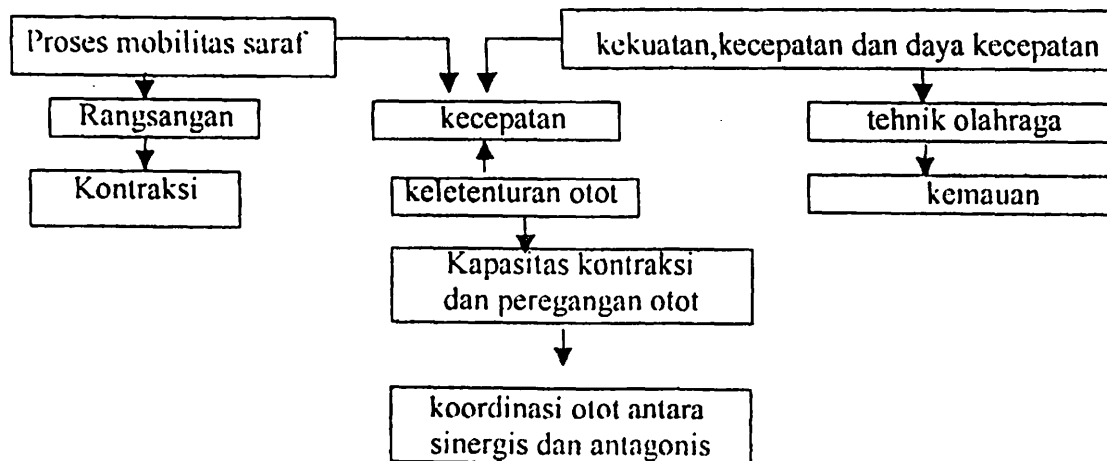 Proses mobilitas saraf
kekuatan,kecepatan dan daya kecepatan
Rangsangan
kecepatan
tehnik olahraga
Kontraksi
keletenturan otot
kemauan
Kapasitas kontraksi
dan peregangan otot
koordinasi otot antara
sinergis dan antagonis